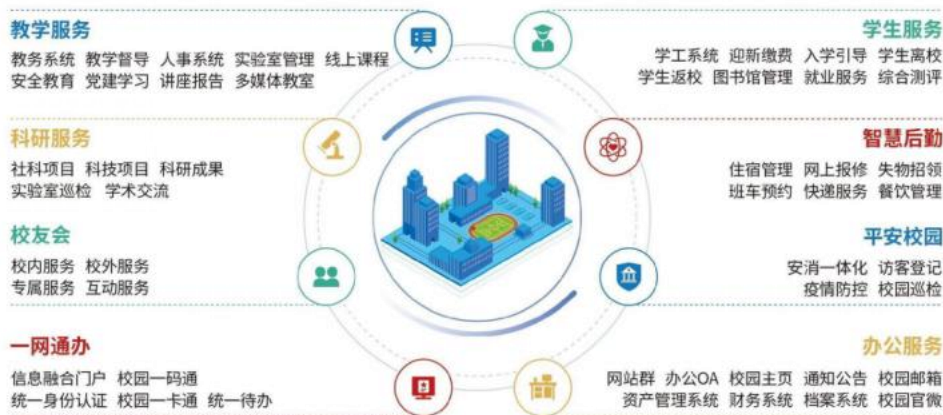 教学服务
教务系统 教学督导 人事系统 实验室管理 线上课程
安全教育 党建学习 讲座报告 多媒体教室
学生服务
学工系统 迎新缴费 入学引导 学生离校
学生返校 图书馆管理 就业服务 综合测评
科研服务
社科项目 科技项目 科研成果
实验室巡检 学术交流
智慧后勤
住宿管理 网上报修 失物招领
班车预约 快递服务 餐饮管理
校友会
校内服务 校外服务
专属服务 互动服务
平安校园
安消一体化 访客登记
疫情防控 校园巡检
一网通办
信息融合门户 校园一码通
统一身份认证 校园一卡通 统一待办
办公服务
网站群 办公OA 校园主页 通知公告 校园邮箱
资产管理系统 财务系统 档案系统 校园官微